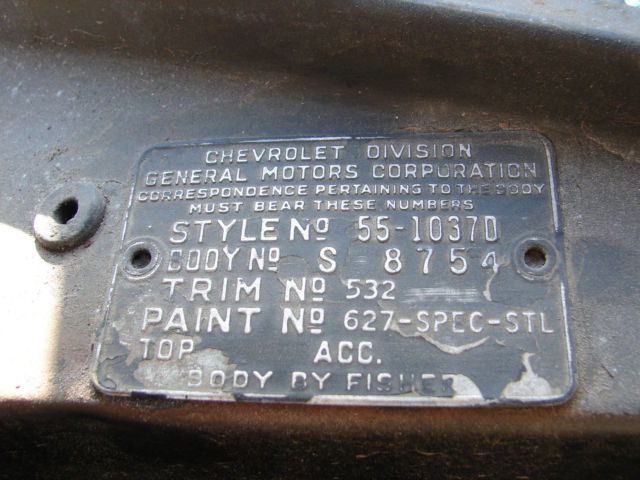 CHEVROLET DIVISION
GENERAL MOTORS CORPORATION
CORRESPONDENCE PERTAINING TO THE BODY
MUST BEAR THESE NUMBERS
STYLE Nº 55-1037D
BODY Nº S 8754
TRIM Nº 532
PAINT Nº 627-SPEC-STL
TOP ACC.
BODY BY FISHER